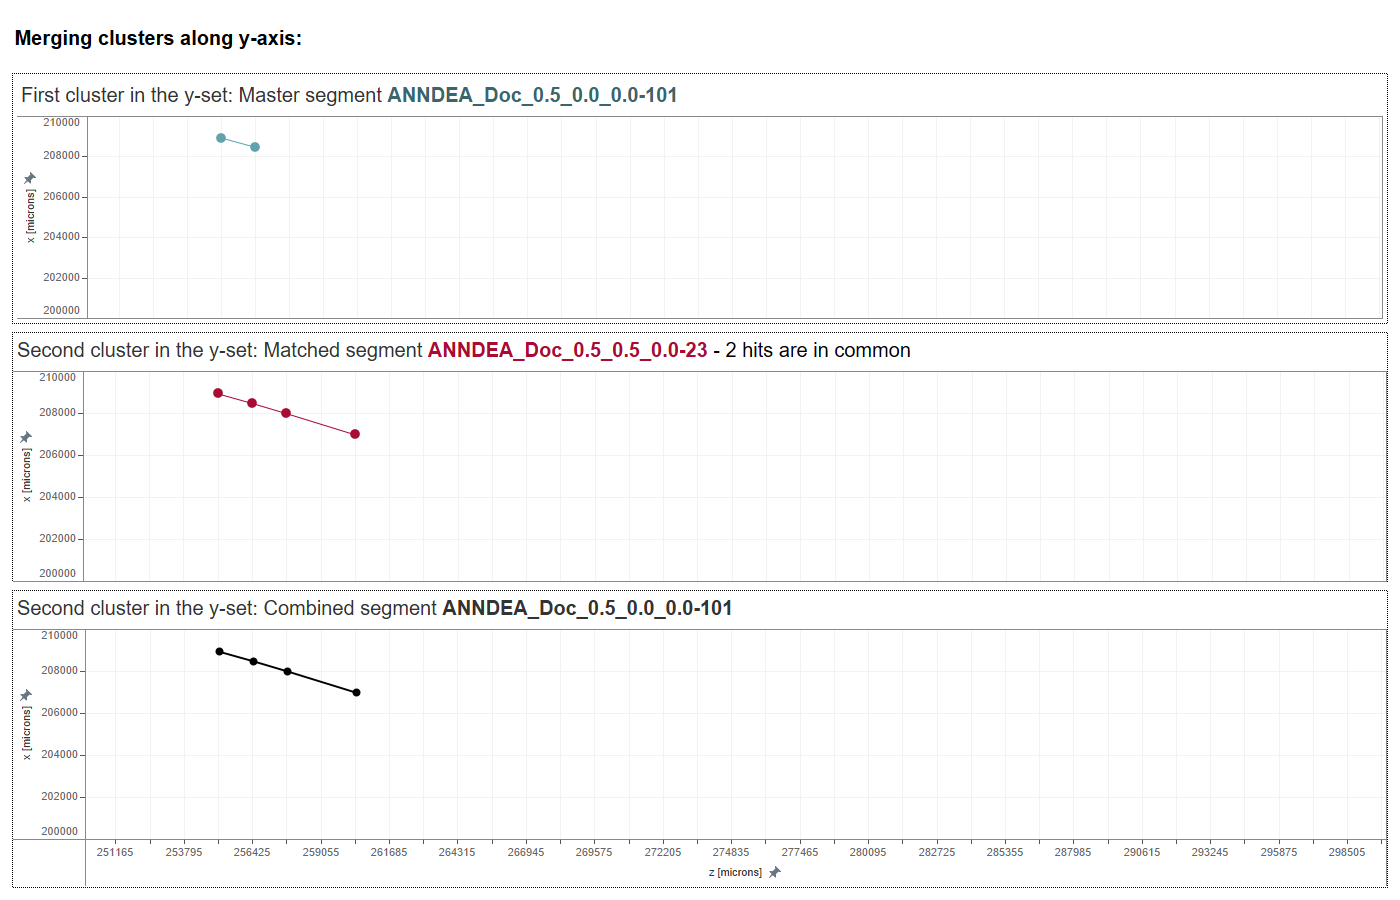 Merging clusters along y-axis:
First cluster in the y-set: Master segment ANNDEA_Doc_0.5_0.0_0.0-101
210000
208000
206000
204000
202000
200000
x [microns]
Second cluster in the y-set: Matched segment ANNDEA_Doc_0.5_0.5_0.0-23 - 2 hits are in common
210000
208000
206000
204000
202000
200000
x [microns]
Second cluster in the y-set: Combined segment ANNDEA_Doc_0.5_0.0_0.0-101
210000
208000
206000
204000
202000
200000
x [microns]
251165 253795 256425 259055 261685 264315 266945 269575 272205 274835 277465 280095 282725 285355 287985 290615 293245 295875 298505
z [microns]